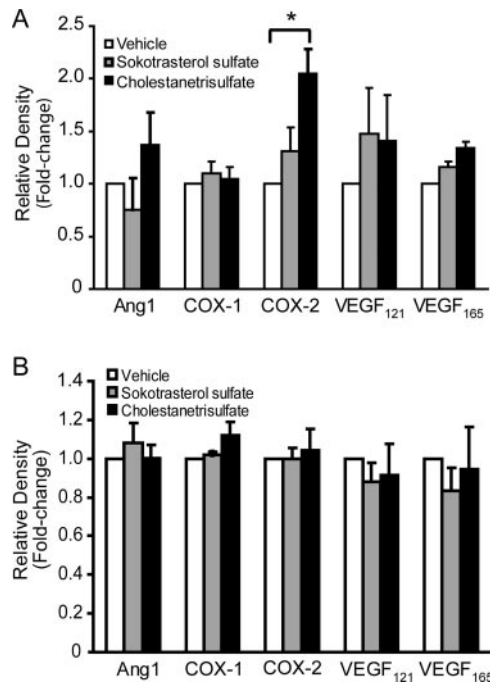 A
*
Vehicle
Sokotrasterol sulfate
Cholestanetrisulfate
Relative Density
(Fold-change)
2.5
2.0
1.5
1.0
0.5
0
Ang1 COX-1 COX-2 VEGF₁₂₁ VEGF₁₆₅
B
Vehicle
Sokotrasterol sulfate
Cholestanetrisulfate
Relative Density
(Fold-change)
1.4
1.2
1.0
0.8
0.6
0.4
0.2
0
Ang1 COX-1 COX-2 VEGF₁₂₁ VEGF₁₆₅